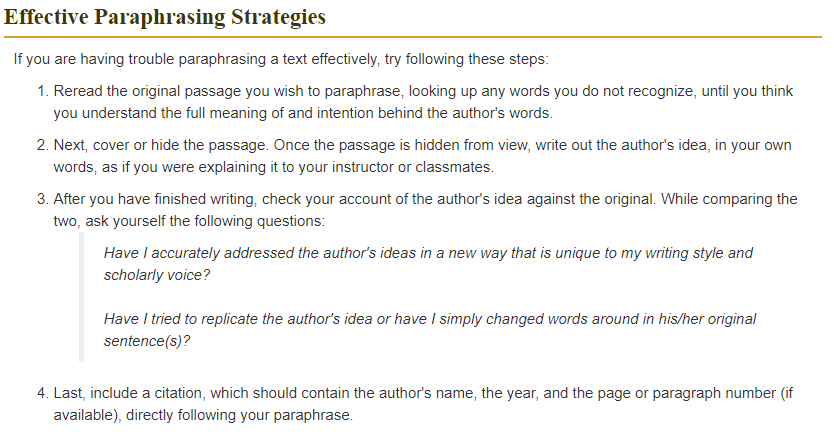 Effective Paraphrasing Strategies
If you are having trouble paraphrasing a text effectively, try following these steps:
1. Reread the original passage you wish to paraphrase, looking up any words you do not recognize, until you think
you understand the full meaning of and intention behind the author's words.
2. Next, cover or hide the passage. Once the passage is hidden from view, write out the author's idea, in your own
words, as if you were explaining it to your instructor or classmates.
3. After you have finished writing, check your account of the author's idea against the original. While comparing the
two, ask yourself the following questions:
Have I accurately addressed the author's ideas in a new way that is unique to my writing style and
scholarly voice?
Have I tried to replicate the author's idea or have I simply changed words around in his/her original
sentence(s)?
4. Last, include a citation, which should contain the author's name, the year, and the page or paragraph number (if
available), directly following your paraphrase.